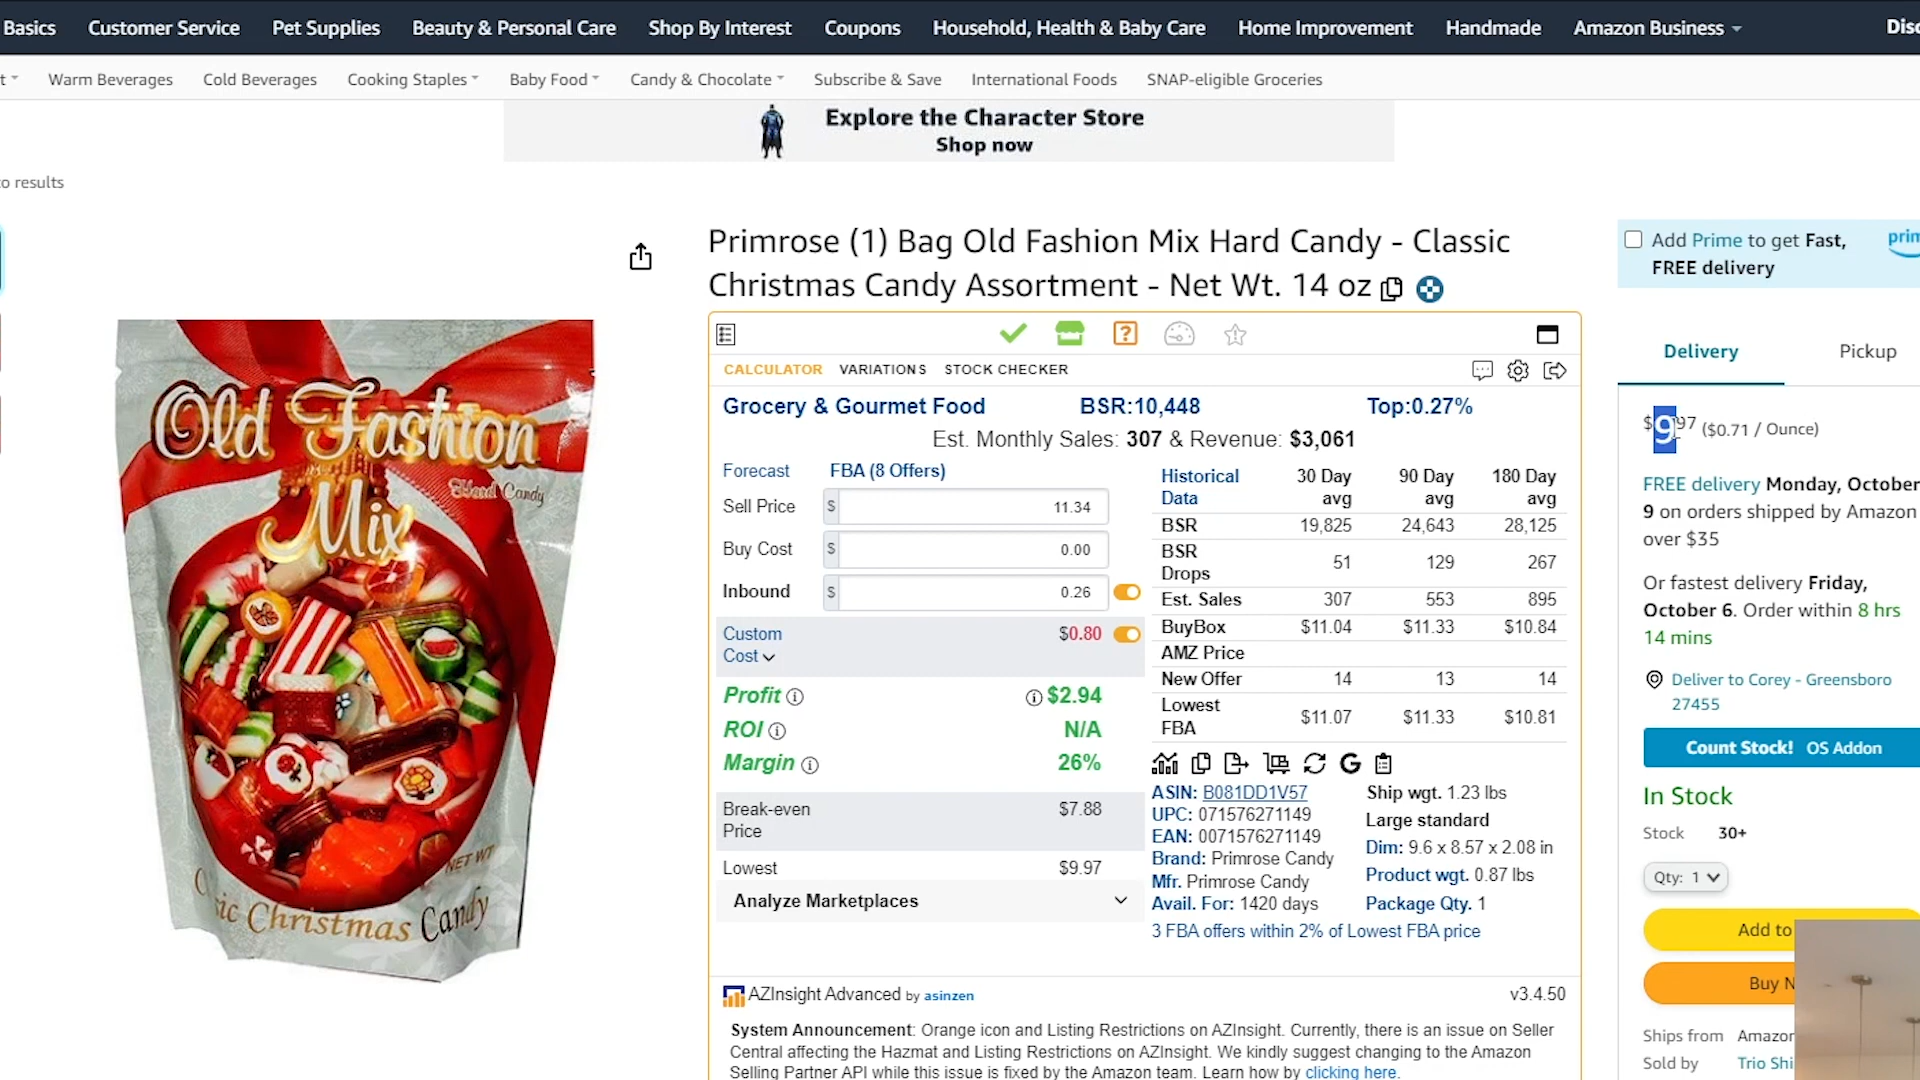 Basics Customer Service Pet Supplies Beauty & Personal Care Shop By Interest Coupons Household, Health & Baby Care Home Improvement Handmade Amazon Business
Warm Beverages Cold Beverages Cooking Staples Baby Food Candy & Chocolate Subscribe & Save International Foods SNAP-eligible Groceries
Explore the Character Store
Shop now
o results
Primrose (1) Bag Old Fashion Mix Hard Candy - Classic
Christmas Candy Assortment - Net Wt. 14 oz
Old Fashion
Hard Candy
Mix
NET WT
Christmas Candy
CALCULATOR VARIATIONS STOCK CHECKER
Grocery & Gourmet Food BSR:10,448 Top:0.27%
Est. Monthly Sales: 307 & Revenue: $3,061
Forecast FBA (8 Offers)
Sell Price $ 11.34
Buy Cost $ 0.00
Inbound $ 0.26
Custom
Cost $0.80
Profit $2.94
ROI N/A
Margin 26%
Break-even
Price $7.88
Lowest $9.97
Analyze Marketplaces
Historical
Data 30 Day
avg 90 Day
avg 180 Day
avg
BSR 19,825 24,643 28,125
BSR
Drops 51 129 267
Est. Sales 307 553 895
BuyBox $11.04 $11.33 $10.84
AMZ Price
New Offer 14 13 14
Lowest
FBA $11.07 $11.33 $10.81
ASIN: B081DD1V57
UPC: 071576271149
EAN: 0071576271149
Brand: Primrose Candy
Mfr. Primrose Candy
Avail. For: 1420 days
Ship wgt. 1.23 lbs
Large standard
Dim: 9.6 x 8.57 x 2.08 in
Product wgt. 0.87 lbs
Package Qty. 1
3 FBA offers within 2% of Lowest FBA price
AZInsight Advanced by asinzen v3.4.50
System Announcement: Orange icon and Listing Restrictions on AZInsight. Currently, there is an issue on Seller
Central affecting the Hazmat and Listing Restrictions on AZInsight. We kindly suggest changing to the Amazon
Selling Partner API while this issue is fixed by the Amazon team. Learn how by clicking here.
Add Prime to get Fast,
FREE delivery
Delivery Pickup
$9.97 ($0.71 / Ounce)
FREE delivery Monday, October
9 on orders shipped by Amazon
over $35
Or fastest delivery Friday,
October 6. Order within 8 hrs
14 mins
Deliver to Corey - Greensboro
27455
Count Stock! OS Addon
In Stock
Stock 30+
Qty: 1
Add to
Buy N
Ships from Amazon
Sold by Trio Shi